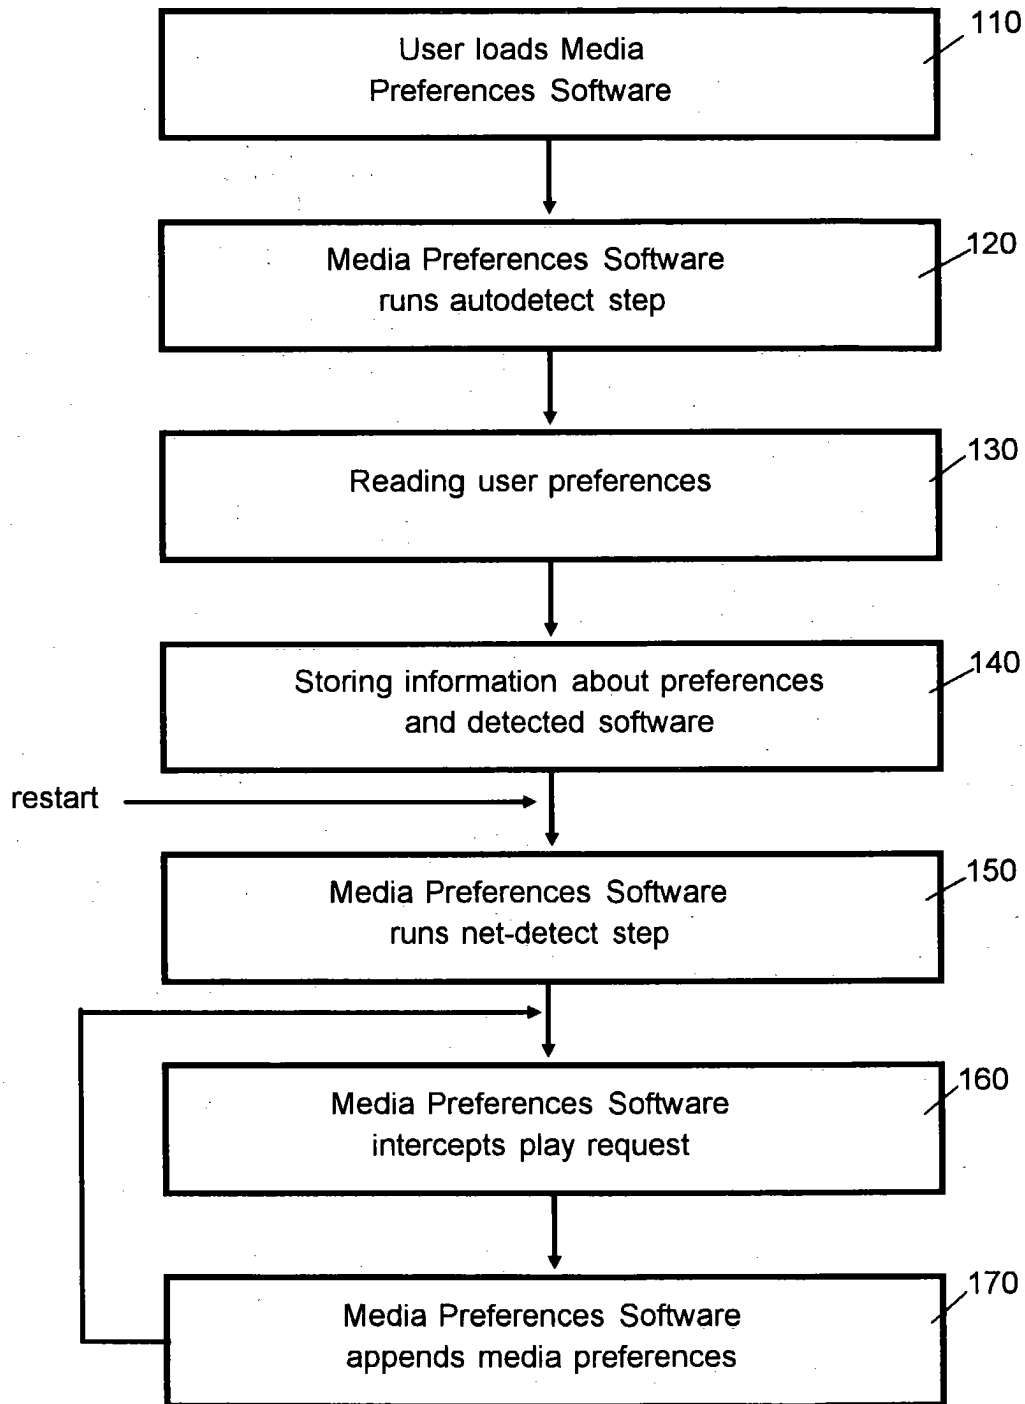 110
User loads Media
Preferences Software
120
Media Preferences Software
runs autodetect step
130
Reading user preferences
140
Storing information about preferences
and detected software
restart
150
Media Preferences Software
runs net-detect step
160
Media Preferences Software
intercepts play request
170
Media Preferences Software
appends media preferences